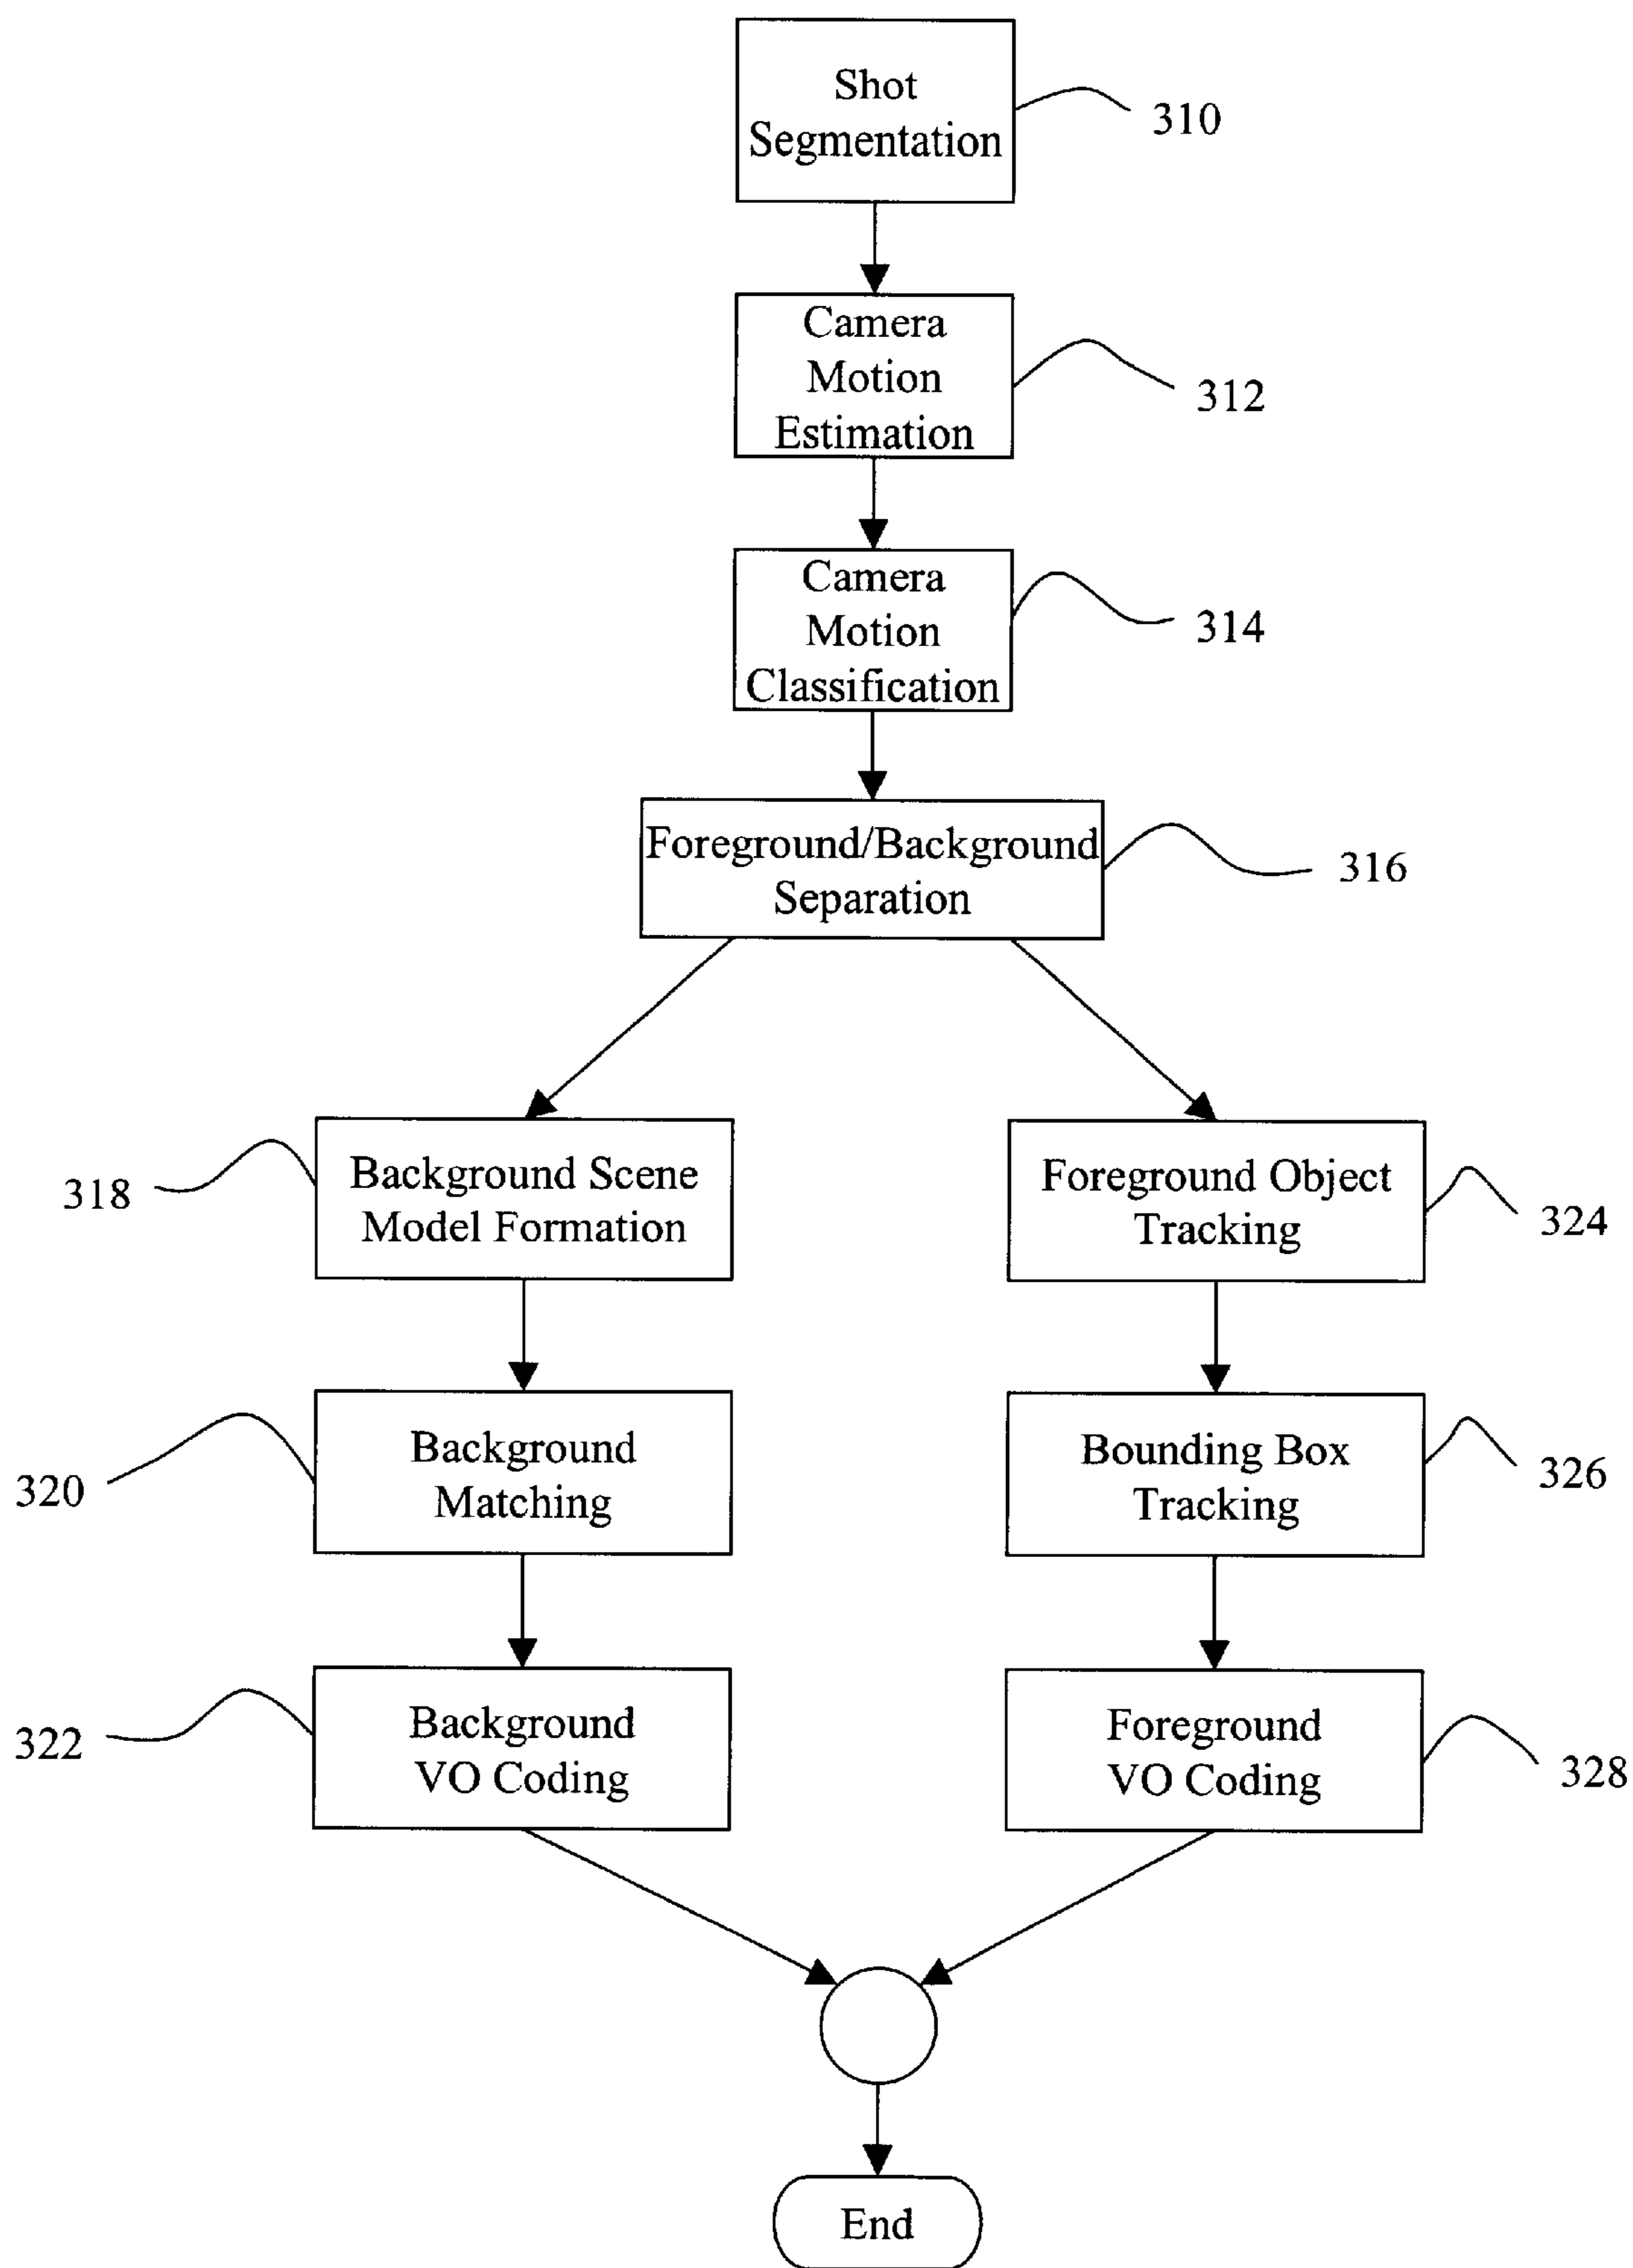 Shot
Segmentation
310
Camera
Motion
Estimation
312
Camera
Motion
Classification
314
Foreground/Background
Separation
316
318
Background Scene
Model Formation
Foreground Object
Tracking
324
320
Background
Matching
Bounding Box
Tracking
326
322
Background
VO Coding
Foreground
VO Coding
328
End